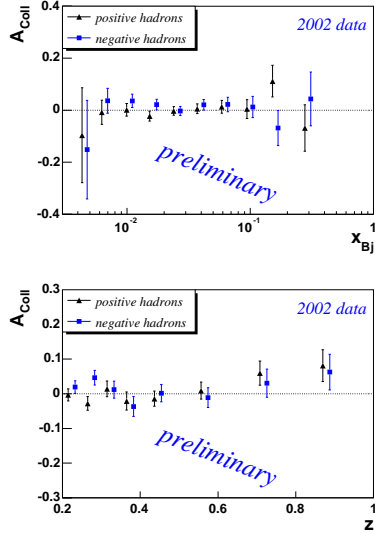 A_Coll
0.4
0.2
0
-0.2
-0.4
positive hadrons
negative hadrons
2002 data
preliminary
10^-2
10^-1
1
x_Bj
A_Coll
0.3
0.2
0.1
0
-0.1
-0.2
-0.3
positive hadrons
negative hadrons
2002 data
preliminary
0.2
0.4
0.6
0.8
1
z